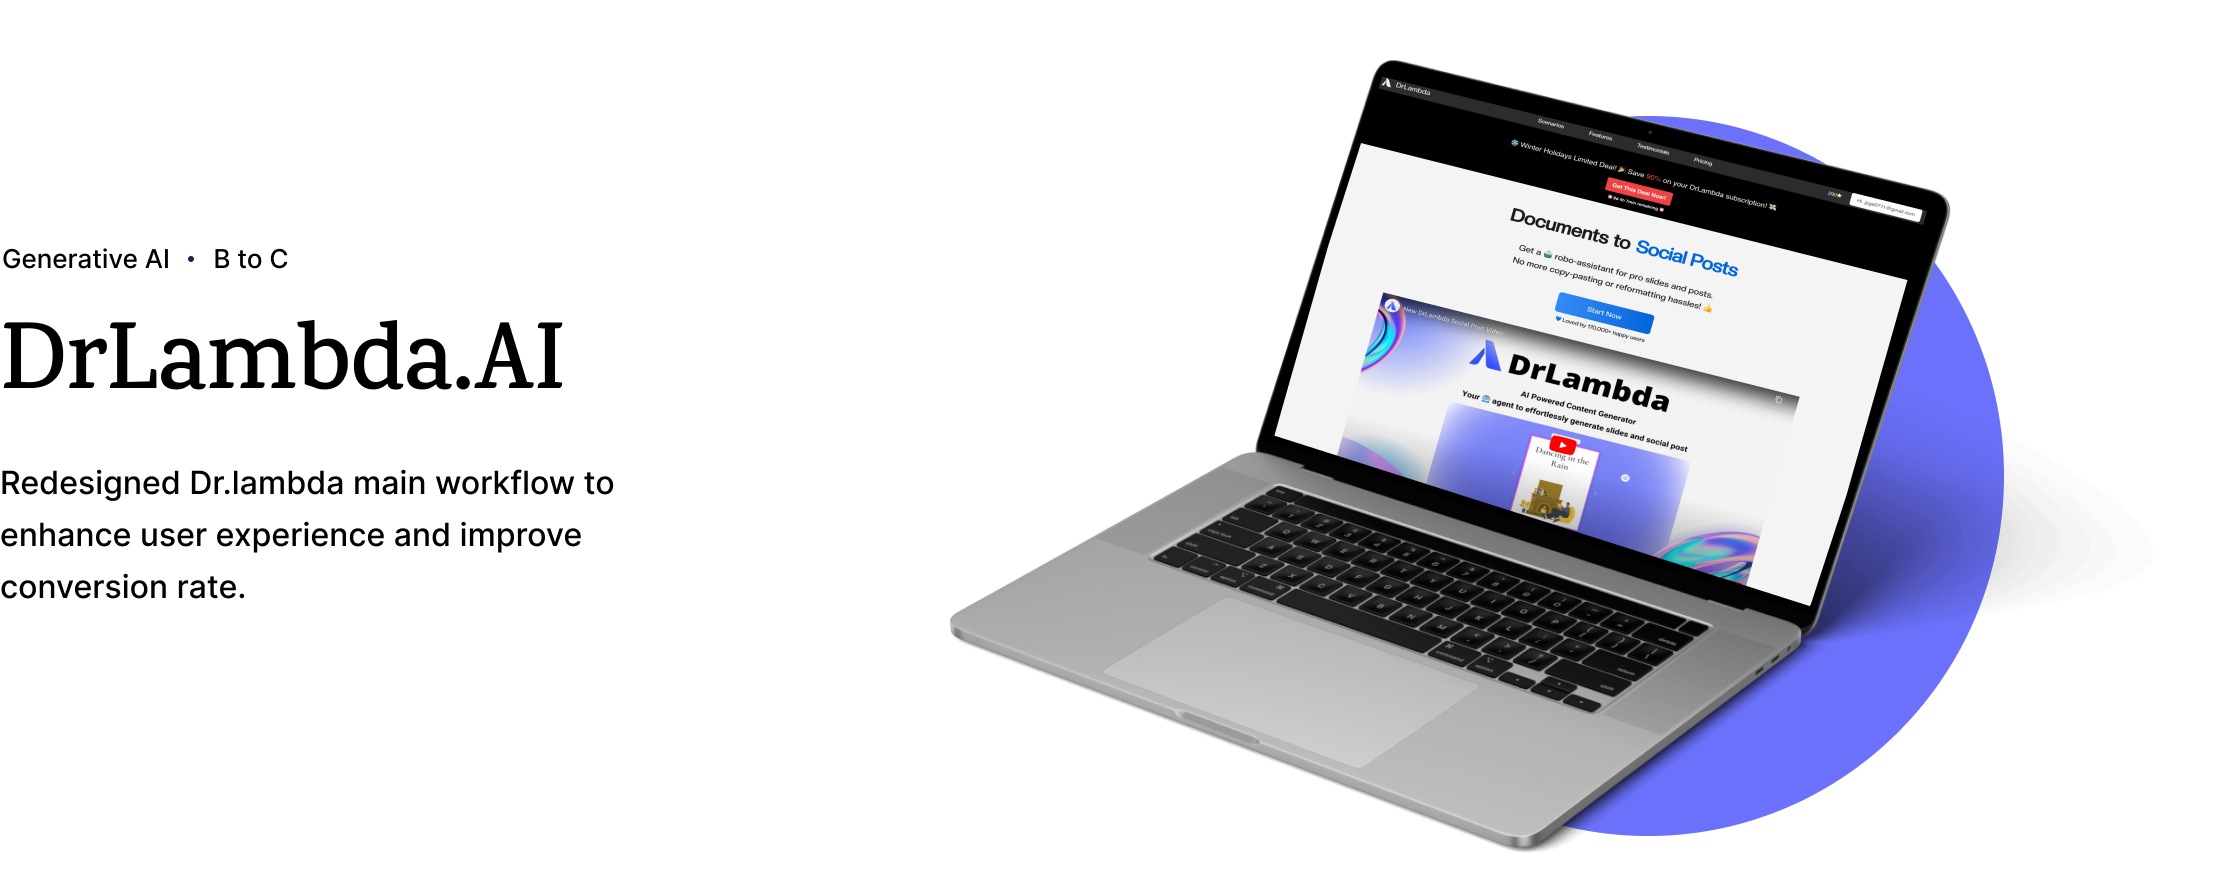 Generative AI • B to C
DrLambda.AI
Redesigned Dr.lambda main workflow to
enhance user experience and improve
conversion rate.
DrLambda
Scenarios Features Testimonials Pricing
Winter Holidays Limited Deal! 🎉 Save 90% on your DrLambda subscription! 💸
Get This Deal Now!
Documents to Social Posts
Get a 🤖 robo-assistant for pro slides and posts.
No more copy-pasting or reformatting hassles! 👍
Start Now
💙 Loved by 170,000+ happy users
New DrLambda Social Post Video
DrLambda
AI Powered Content Generator
Your agent to effortlessly generate slides and social post
Dancing in the
Rain